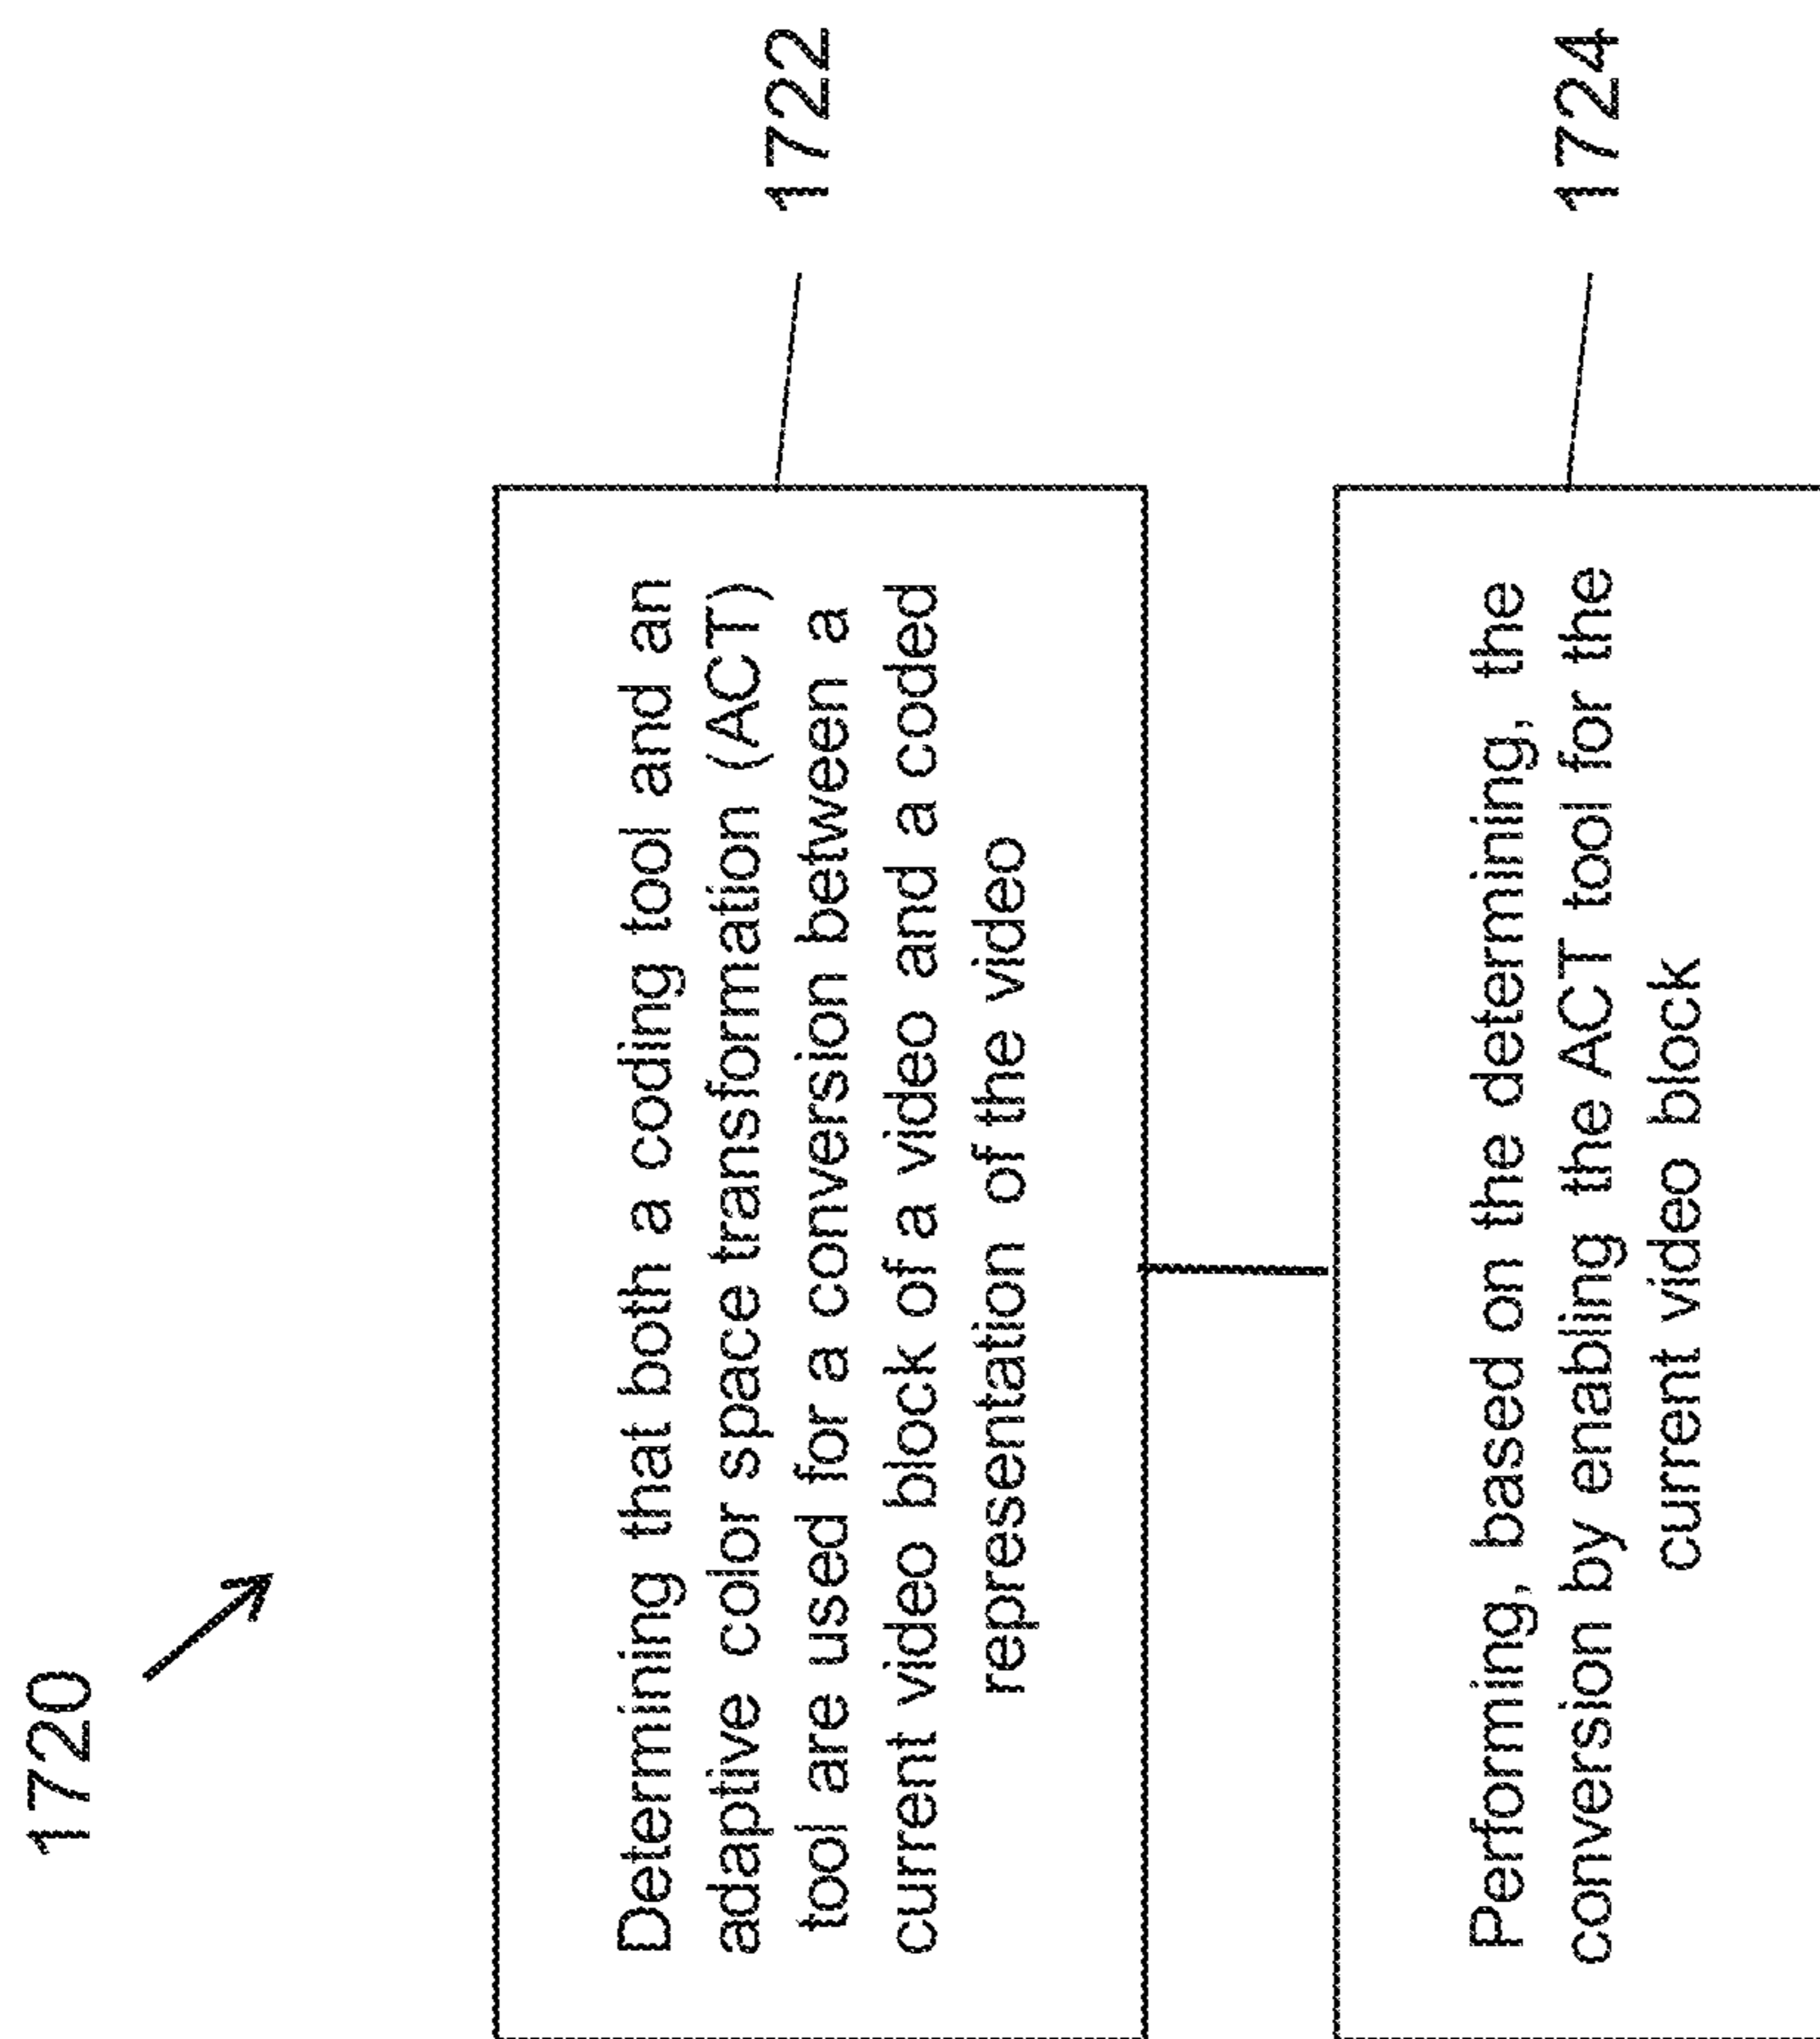 1720
Determining that both a coding tool and an
adaptive color space transformation (ACT)
tool are used for a conversion between a
current video block of a video and a coded
representation of the video
1722
Performing, based on the determining, the
conversion by enabling the ACT tool for the
current video block
1724